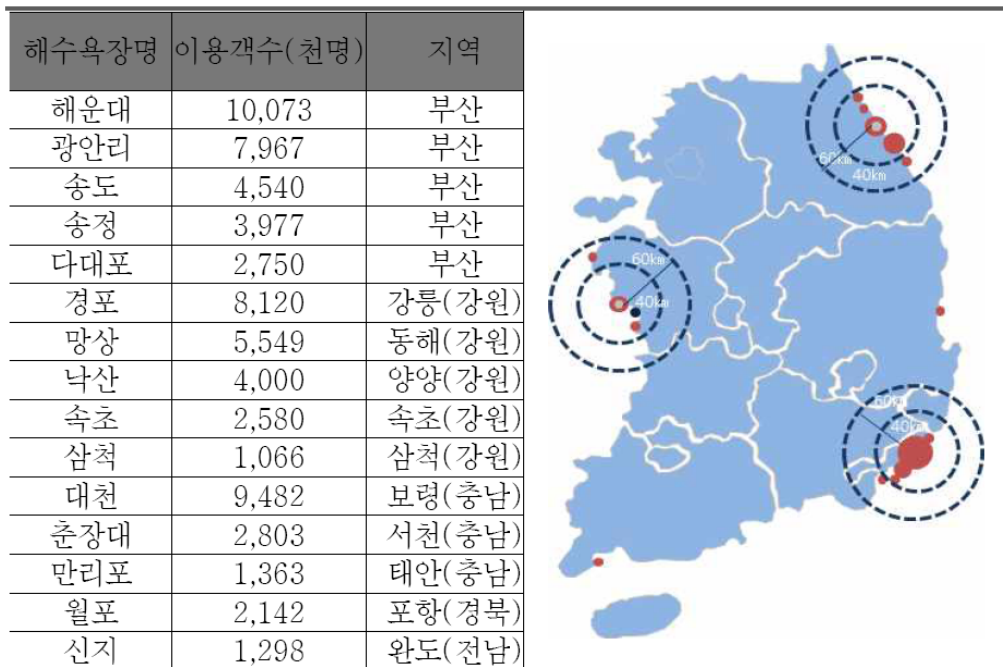 해수욕장명 이용객수(천명) 지역
해운대 10,073 부산
광안리 7,967 부산
송도 4,540 부산
송정 3,977 부산
다대포 2,750 부산
경포 8,120 강릉(강원)
망상 5,549 동해(강원)
낙산 4,000 양양(강원)
속초 2,580 속초(강원)
삼척 1,066 삼척(강원)
대천 9,482 보령(충남)
춘장대 2,803 서천(충남)
만리포 1,363 태안(충남)
월포 2,142 포항(경북)
신지 1,298 완도(전남)
60㎞
40㎞
60㎞
40㎞
60㎞
40㎞